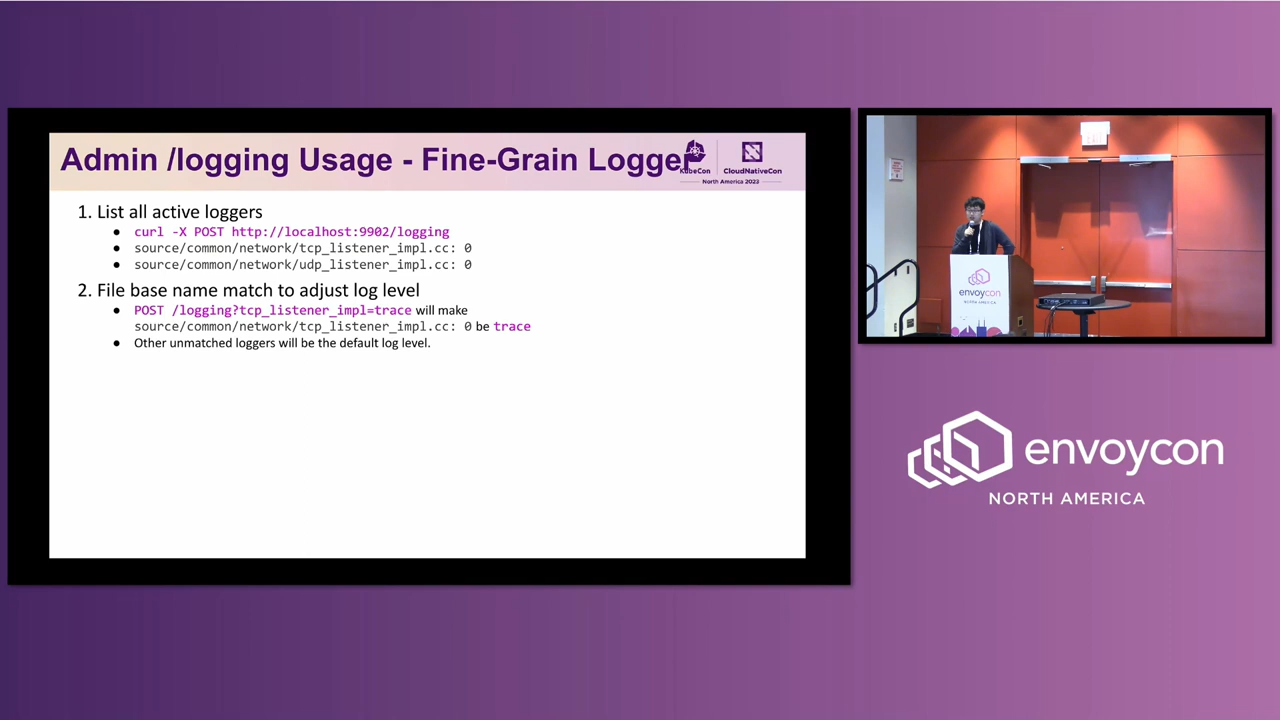 Admin /logging Usage - Fine-Grain Logger
KubeCon
CloudNativeCon
North America 2023
1. List all active loggers
● curl -X POST http://localhost:9902/logging
● source/common/network/tcp_listener_impl.cc: 0
● source/common/network/udp_listener_impl.cc: 0
2. File base name match to adjust log level
● POST /logging?tcp_listener_impl=trace will make
source/common/network/tcp_listener_impl.cc: 0 be trace
● Other unmatched loggers will be the default log level.
envoycon
NORTH AMERICA
envoycon
NORTH AMERICA